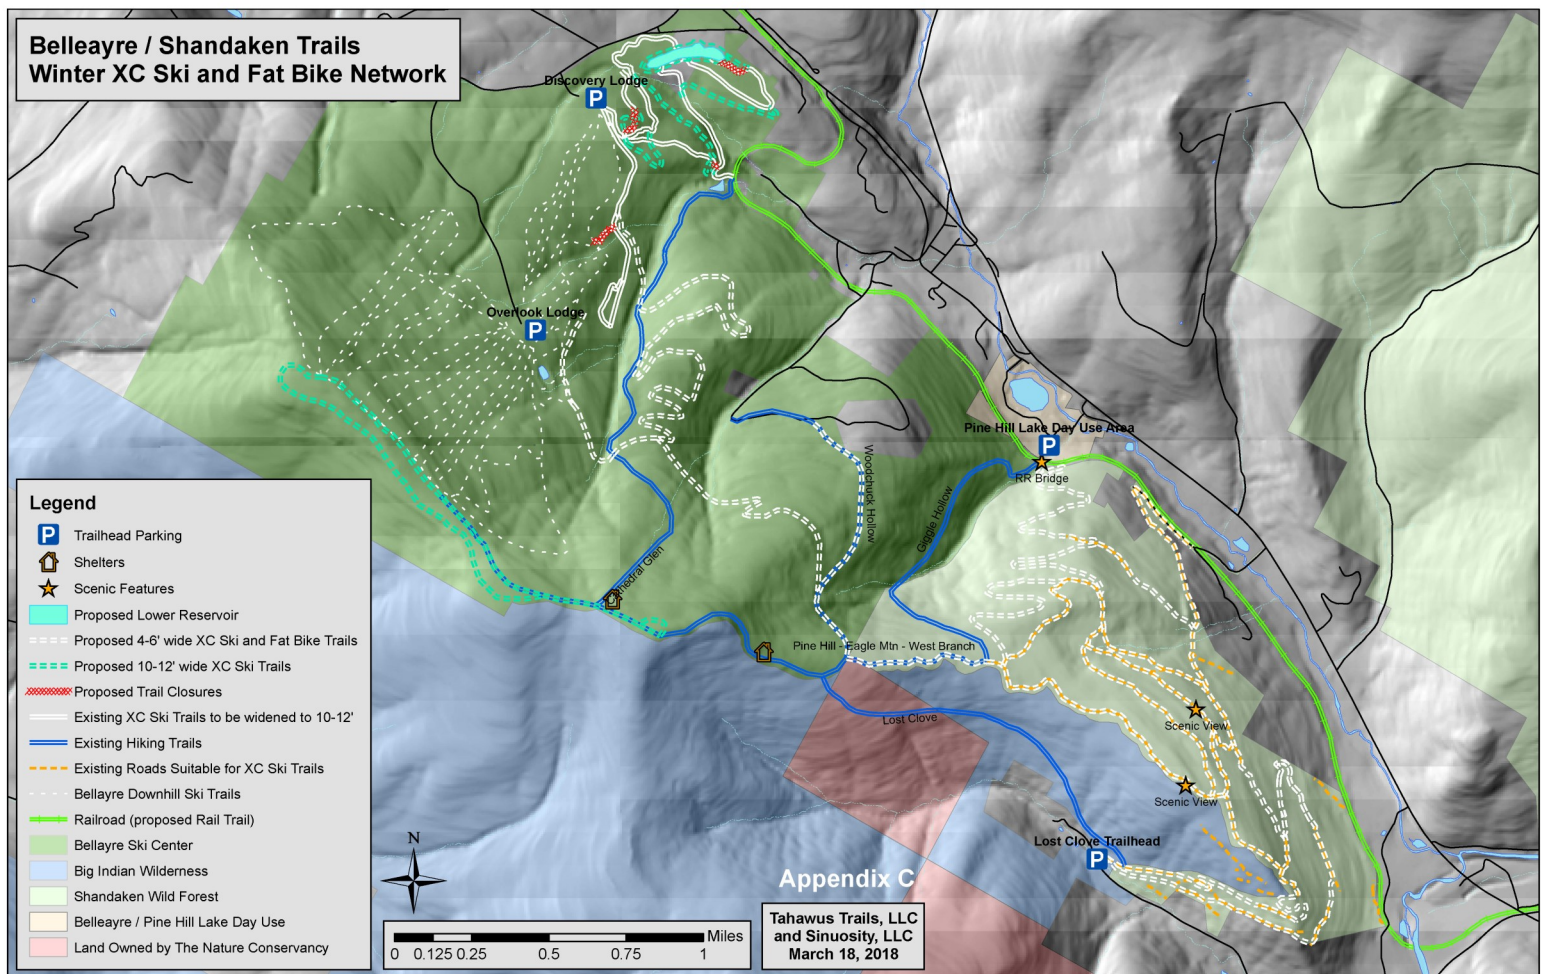 Belleayre / Shandaken Trails
Winter XC Ski and Fat Bike Network
Discovery Lodge
P
Overlook Lodge
P
Pine Hill Lake Day Use Area
P
RR Bridge
Woodchuck Hollow
Giggle Hollow
Cathedral Glen
Pine Hill - Eagle Mtn - West Branch
Lost Clove
Scenic View
Scenic View
Lost Clove Trailhead
P
Legend
P Trailhead Parking
Shelters
Scenic Features
Proposed Lower Reservoir
Proposed 4-6' wide XC Ski and Fat Bike Trails
Proposed 10-12' wide XC Ski Trails
Proposed Trail Closures
Existing XC Ski Trails to be widened to 10-12'
Existing Hiking Trails
Existing Roads Suitable for XC Ski Trails
Bellayre Downhill Ski Trails
Railroad (proposed Rail Trail)
Bellayre Ski Center
Big Indian Wilderness
Shandaken Wild Forest
Belleayre / Pine Hill Lake Day Use
Land Owned by The Nature Conservancy
N
Miles
0 0.125 0.25 0.5 0.75 1
Appendix C
Tahawus Trails, LLC
and Sinuosity, LLC
March 18, 2018